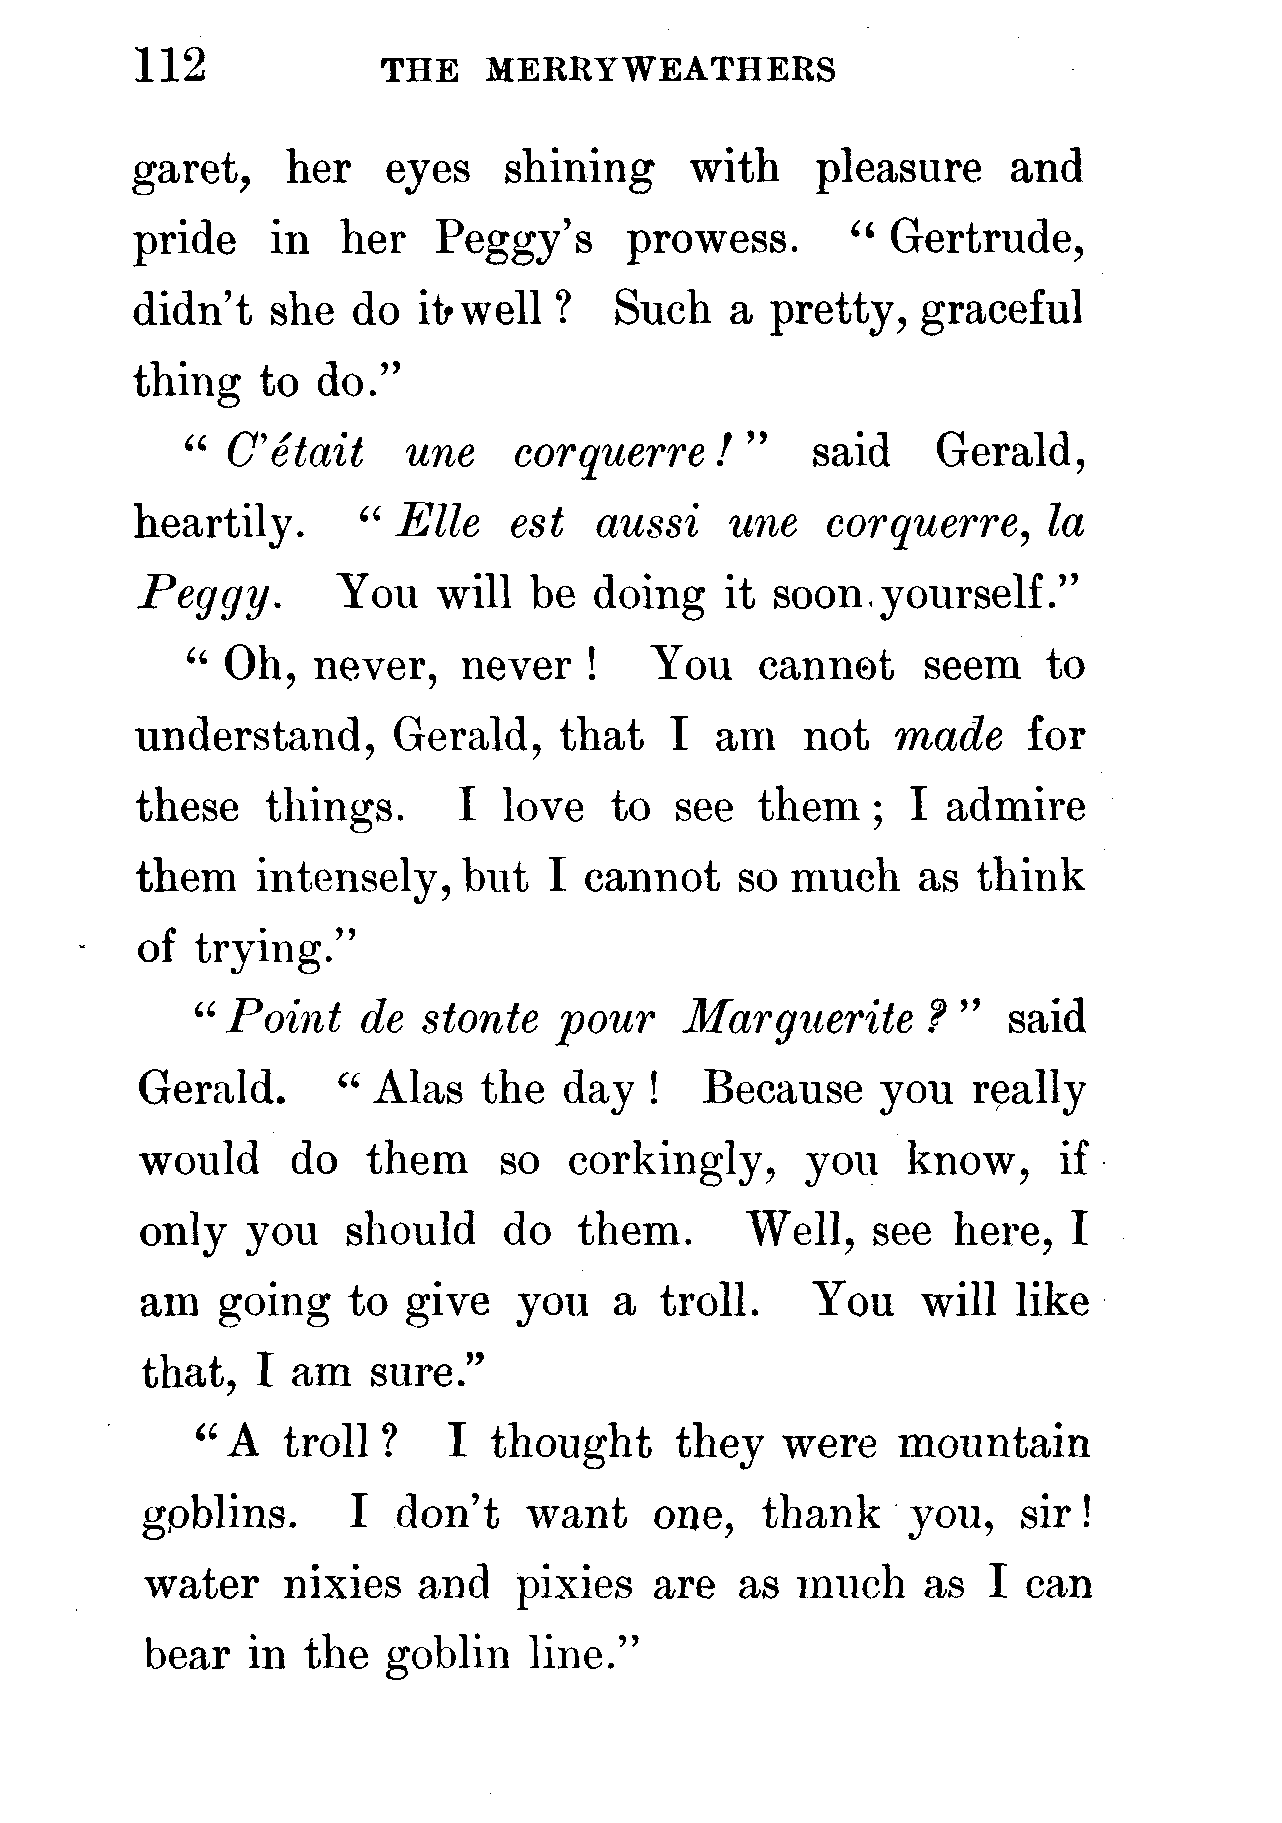 112 THE MERRYWEATHERS
garet, her eyes shining with pleasure and
pride in her Peggy's prowess. “ Gertrude,
didn't she do it well ? Such a pretty, graceful
thing to do.”
“ C'était une corquerre ! ” said Gerald,
heartily. “ Elle est aussi une corquerre, la
Peggy. You will be doing it soon yourself.”
“ Oh, never, never ! You cannot seem to
understand, Gerald, that I am not made for
these things. I love to see them ; I admire
them intensely, but I cannot so much as think
of trying.”
“ Point de stonte pour Marguerite ? ” said
Gerald. “ Alas the day ! Because you really
would do them so corkingly, you know, if
only you should do them. Well, see here, I
am going to give you a troll. You will like
that, I am sure.”
“ A troll ? I thought they were mountain
goblins. I don't want one, thank you, sir !
water nixies and pixies are as much as I can
bear in the goblin line.”